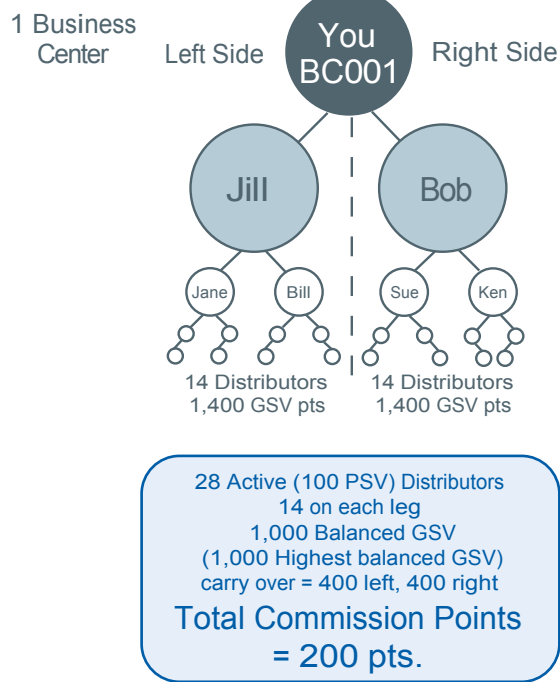 1 Business
Center
Left Side
You
BC001
Right Side
Jill
Bob
Jane
Bill
Sue
Ken
14 Distributors
1,400 GSV pts
14 Distributors
1,400 GSV pts
28 Active (100 PSV) Distributors
14 on each leg
1,000 Balanced GSV
(1,000 Highest balanced GSV)
carry over = 400 left, 400 right
Total Commission Points
= 200 pts.